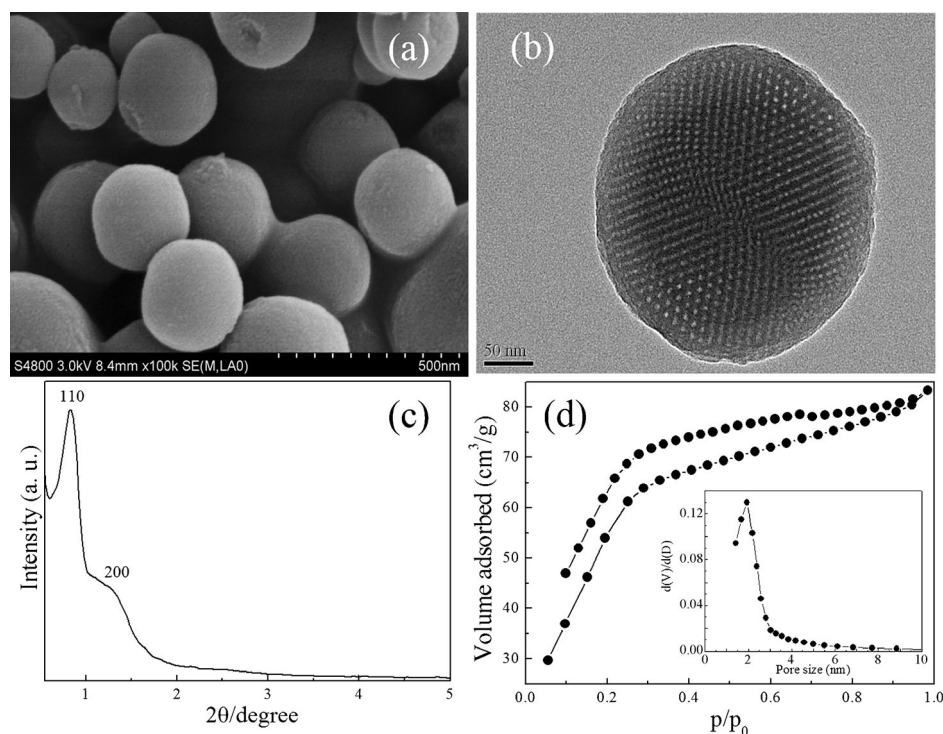 (a)
S4800 3.0kV 8.4mm x100k SE(M,LA0) 500nm
(b)
50 nm
(c)
110
200
Intensity (a. u.)
1 2 3 4 5
2θ/degree
(d)
80
70
60
50
40
30
Volume adsorbed (cm³/g)
0.0 0.2 0.4 0.6 0.8 1.0
p/p₀
0.12
0.08
0.04
0.00
d(V)/d(D)
0 2 4 6 8 10
Pore size (nm)